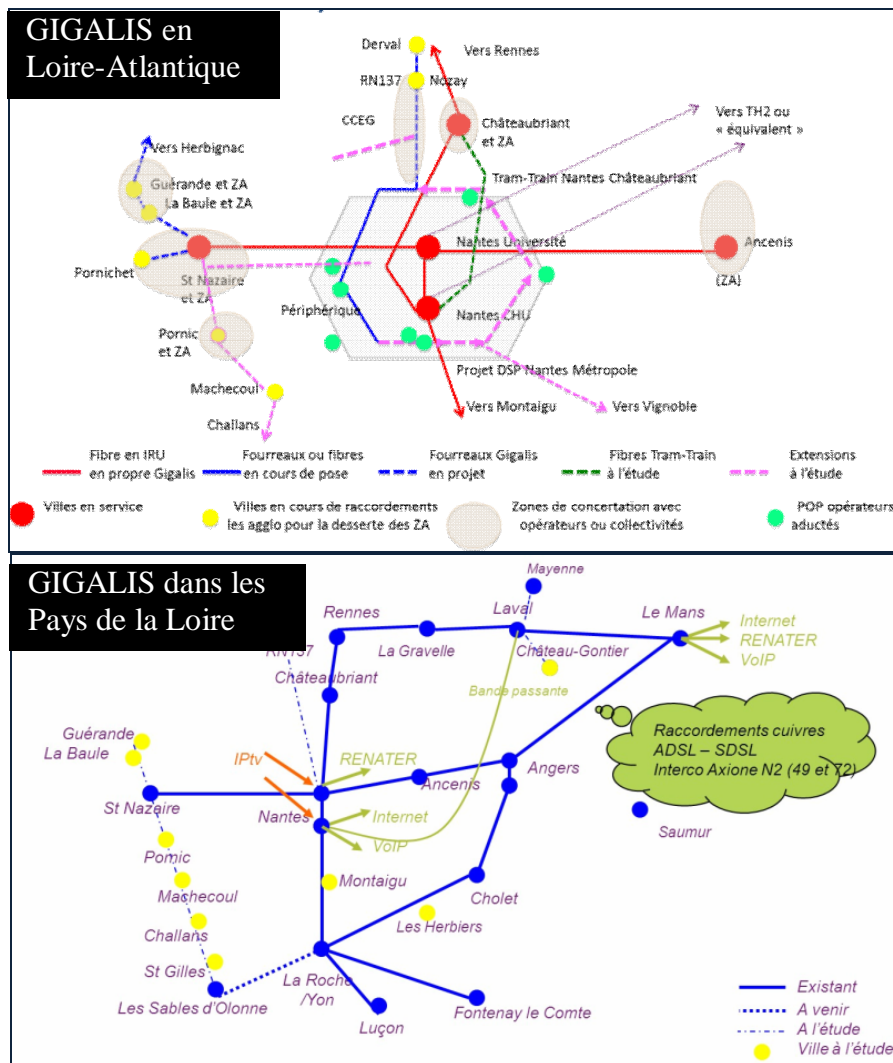 GIGALIS en
Loire-Atlantique
Derval
Vers Rennes
RN137
Nozay
CCEG
Châteaubriant
et ZA
Vers TH2 ou
« équivalent »
Vers Herbignac
Guérande et ZA
La Baule et ZA
Tram-Train Nantes Châteaubriant
Pornichet
St Nazaire
et ZA
Nantes Université
Ancenis
(ZA)
Périphérique
Nantes CHU
Pornic
et ZA
Projet DSP Nantes Métropole
Machecoul
Vers Montaigu
Vers Vignoble
Challans
Fibre en IRU
en propre Gigalis
Fourreaux ou fibres
en cours de pose
Fourreaux Gigalis
en projet
Fibres Tram-Train
à l'étude
Extensions
à l'étude
Villes en service
Villes en cours de raccordements
les agglo pour la desserte des ZA
Zones de concertation avec
opérateurs ou collectivités
POP opérateurs
aductés
GIGALIS dans les
Pays de la Loire
Mayenne
Rennes
Laval
Le Mans
Internet
RENATER
VoIP
RN137
La Gravelle
Château-Gontier
Châteaubriant
Bande passante
Guérande
La Baule
IPtv
RENATER
Raccordements cuivres
ADSL – SDSL
Interco Axione N2 (49 et 72)
Ancenis
Angers
St Nazaire
Nantes
Internet
VoIP
Saumur
Pornic
Machecoul
Montaigu
Cholet
Challans
Les Herbiers
St Gilles
Les Sables d'Olonne
La Roche
/Yon
Luçon
Fontenay le Comte
Existant
A venir
A l'étude
Ville à l'étude